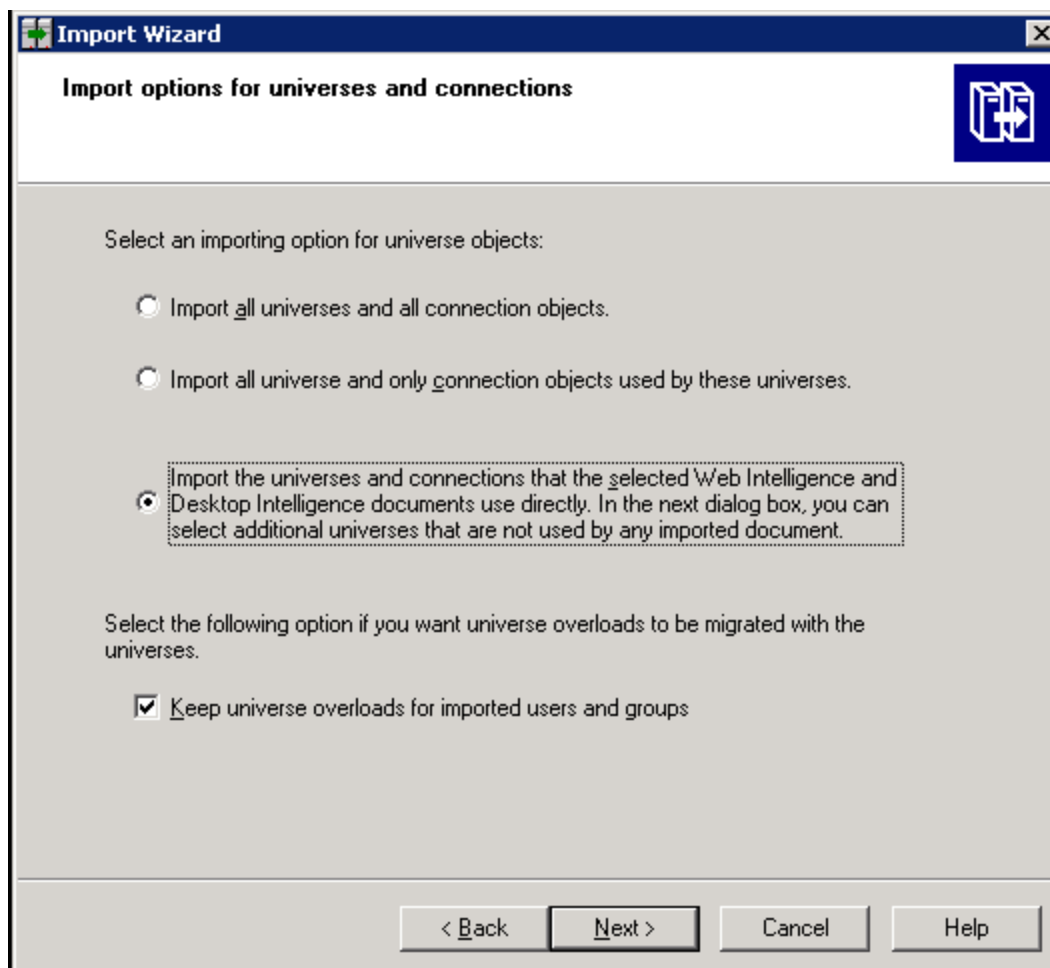 Import Wizard
Import options for universes and connections
Select an importing option for universe objects:
Import all universes and all connection objects.
Import all universe and only connection objects used by these universes.
Import the universes and connections that the selected Web Intelligence and
Desktop Intelligence documents use directly. In the next dialog box, you can
select additional universes that are not used by any imported document.
Select the following option if you want universe overloads to be migrated with the
universes.
Keep universe overloads for imported users and groups
< Back Next > Cancel Help